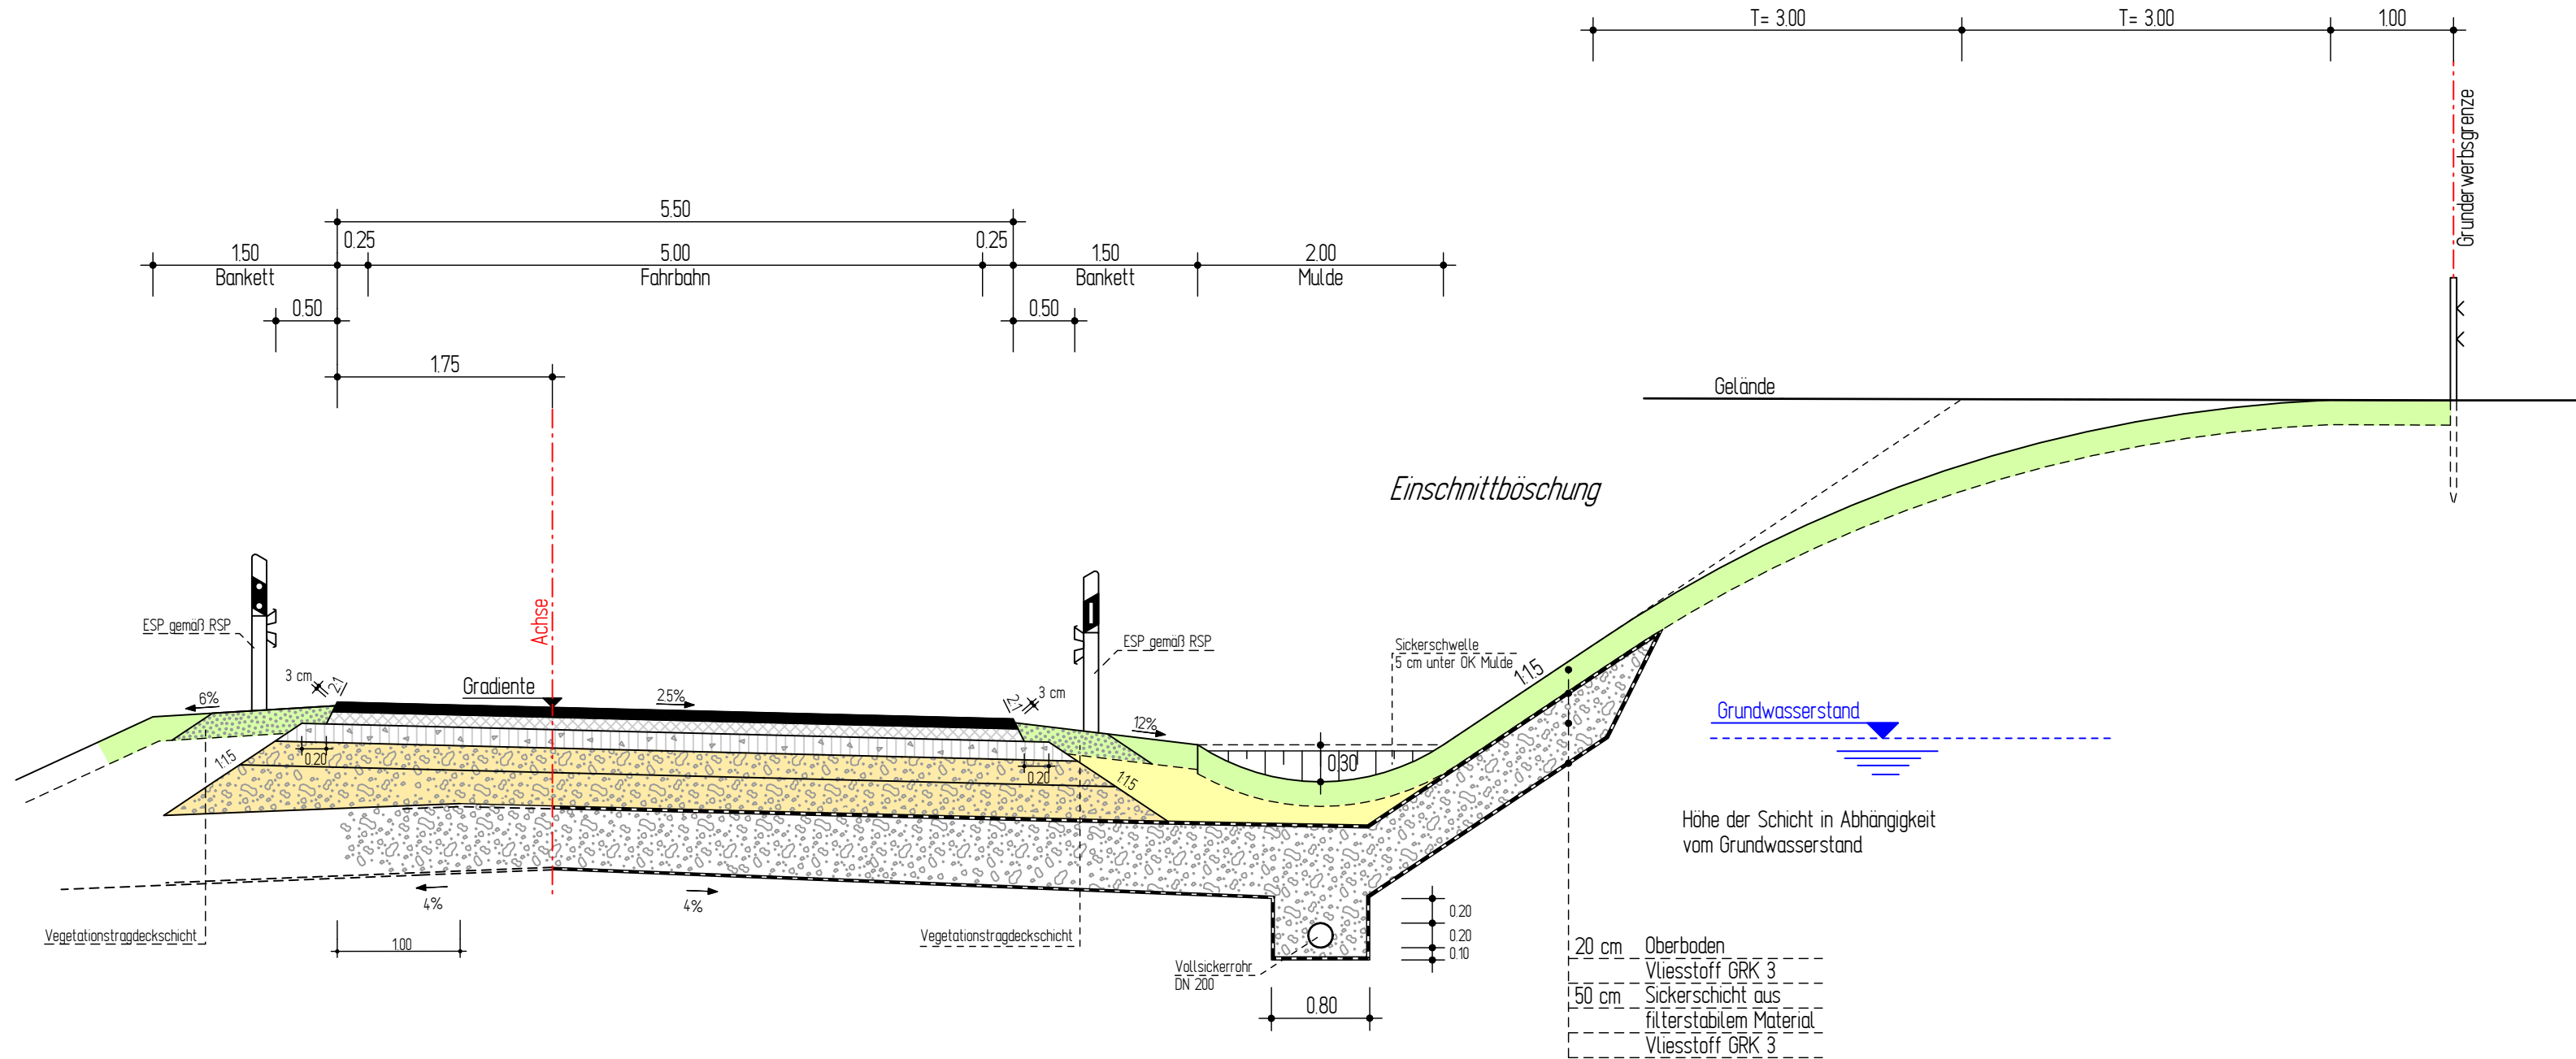 T= 3.00
T= 3.00
1.00
Grunderwerbsgrenze
5.50
0.25
0.25
1.50
5.00
1.50
2.00
Bankett
Fahrbahn
Bankett
Mulde
0.50
0.50
1.75
Gelände
Einschnittböschung
Achse
ESP gemäß RSP
ESP gemäß RSP
Sickerschwelle
5 cm unter OK Mulde
3 cm
2:1
Gradiente
2.5%
2:1
3 cm
6%
12%
1:1.5
Grundwasserstand
1:1.5
0.20
0.20
1:1.5
0.30
Höhe der Schicht in Abhängigkeit
vom Grundwasserstand
4%
4%
Vegetationstragdeckschicht
1.00
Vegetationstragdeckschicht
0.20
0.20
0.10
Vollsickerrohr
DN 200
0.80
20 cm Oberboden
Vliesstoff GRK 3
50 cm Sickerschicht aus
filterstabilem Material
Vliesstoff GRK 3